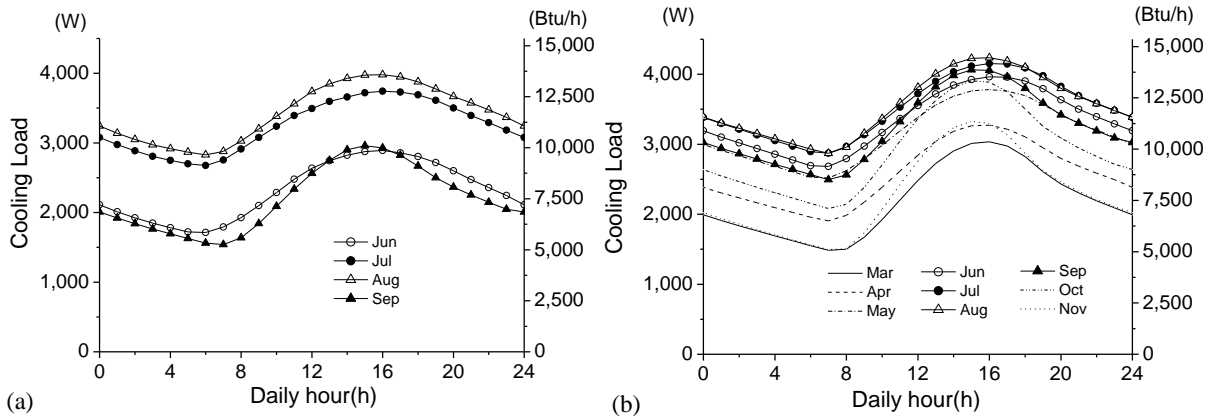 (W)
(Btu/h)
Cooling Load
4,000
3,000
2,000
1,000
0
15,000
12,500
10,000
7,500
5,000
2,500
0
Jun
Jul
Aug
Sep
0 4 8 12 16 20 24
Daily hour(h)
(a)
(W)
(Btu/h)
Cooling Load
4,000
3,000
2,000
1,000
0
15,000
12,500
10,000
7,500
5,000
2,500
0
Mar Jun Sep
Apr Jul Oct
May Aug Nov
0 4 8 12 16 20 24
Daily hour(h)
(b)